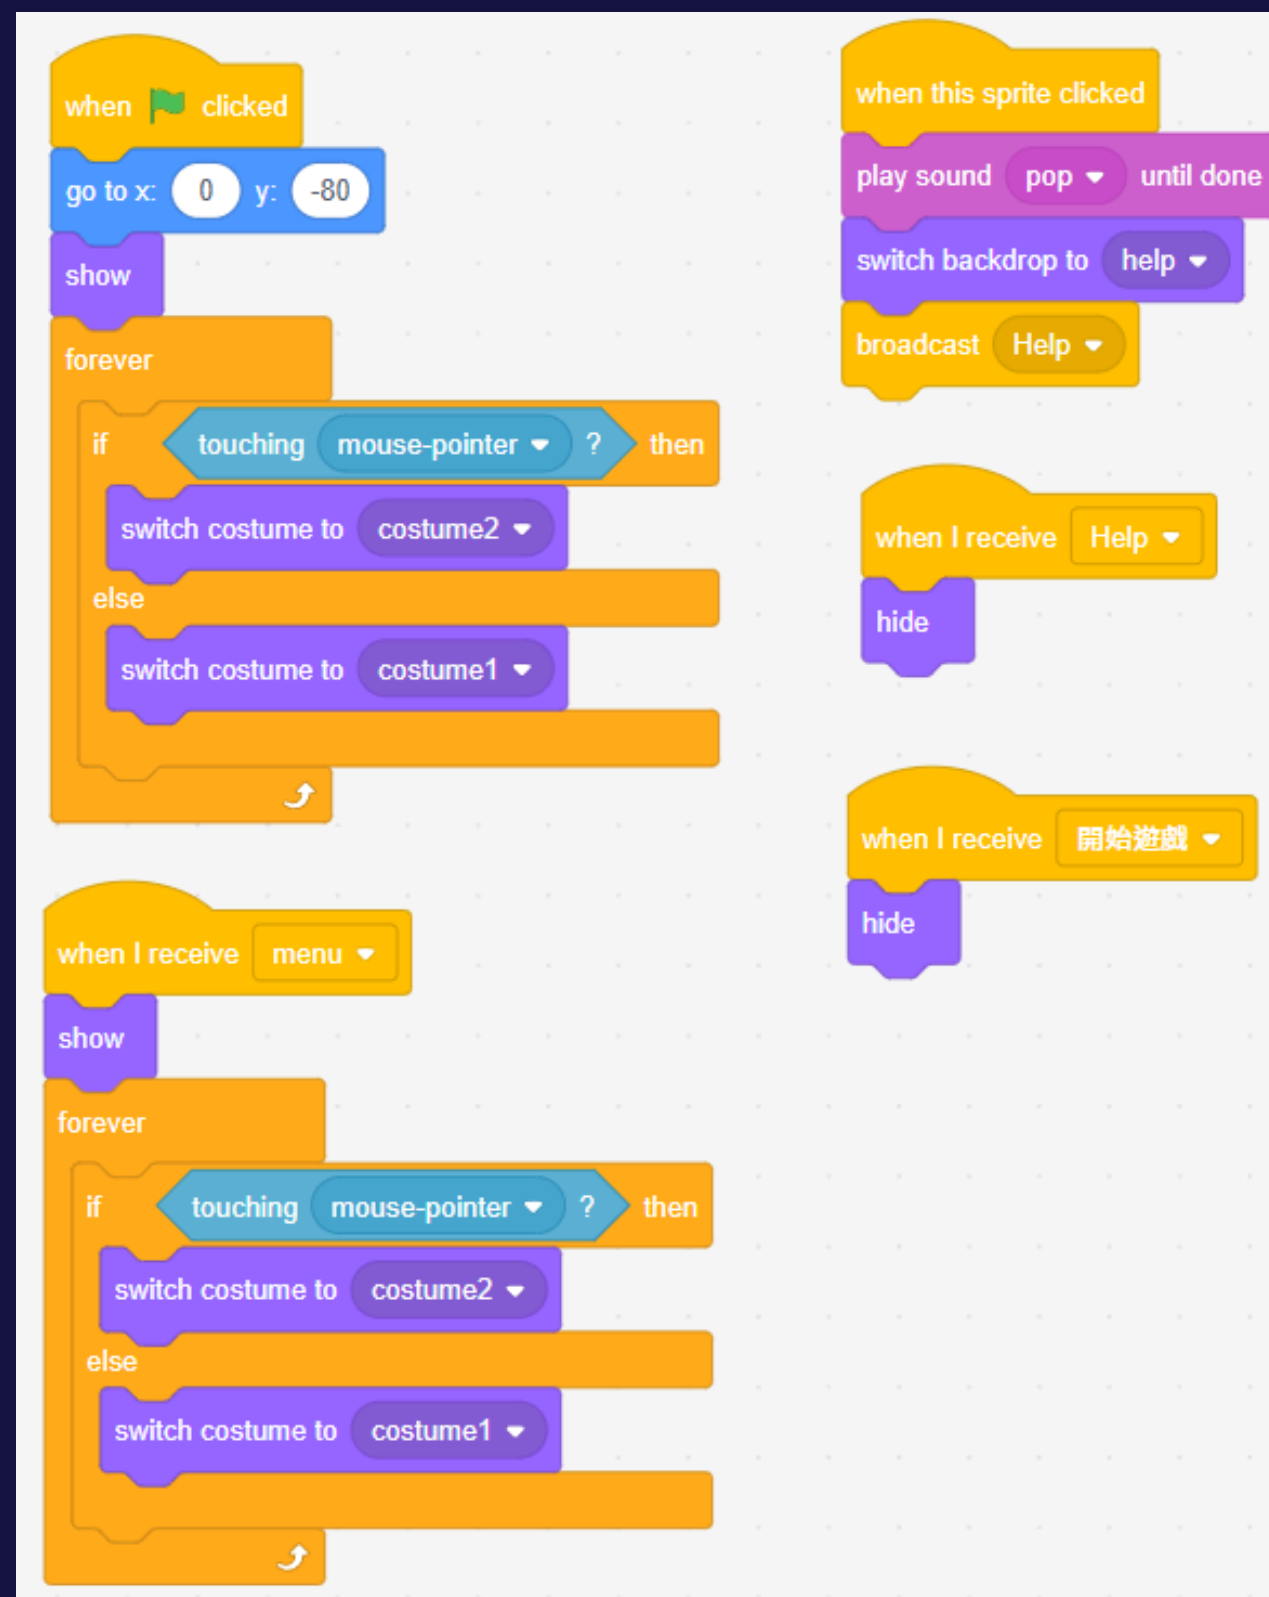 when clicked
go to x: 0 y: -80
show
forever
if touching mouse-pointer ? then
switch costume to costume2
else
switch costume to costume1
when I receive menu
show
forever
if touching mouse-pointer ? then
switch costume to costume2
else
switch costume to costume1
when this sprite clicked
play sound pop until done
switch backdrop to help
broadcast Help
when I receive Help
hide
when I receive 開始遊戲
hide